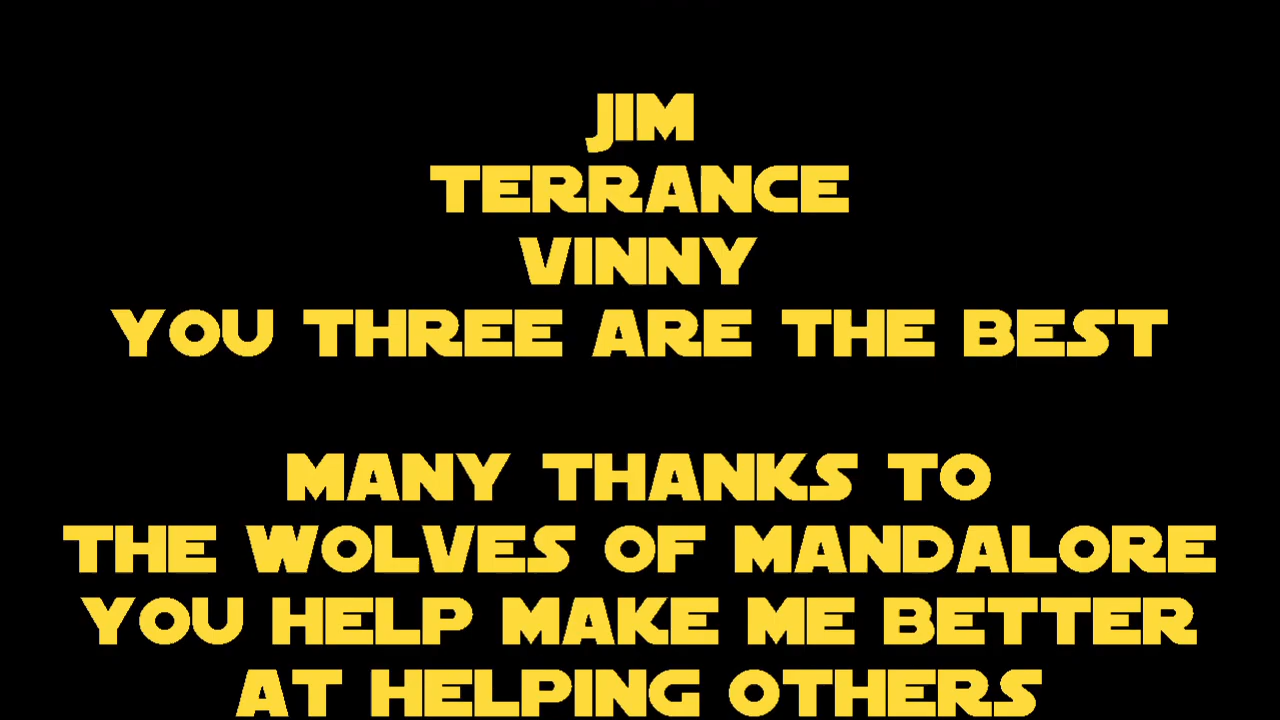 JIM
TERRANCE
VINNY
YOU THREE ARE THE BEST
MANY THANKS TO
THE WOLVES OF MANDALORE
YOU HELP MAKE ME BETTER
AT HELPING OTHERS